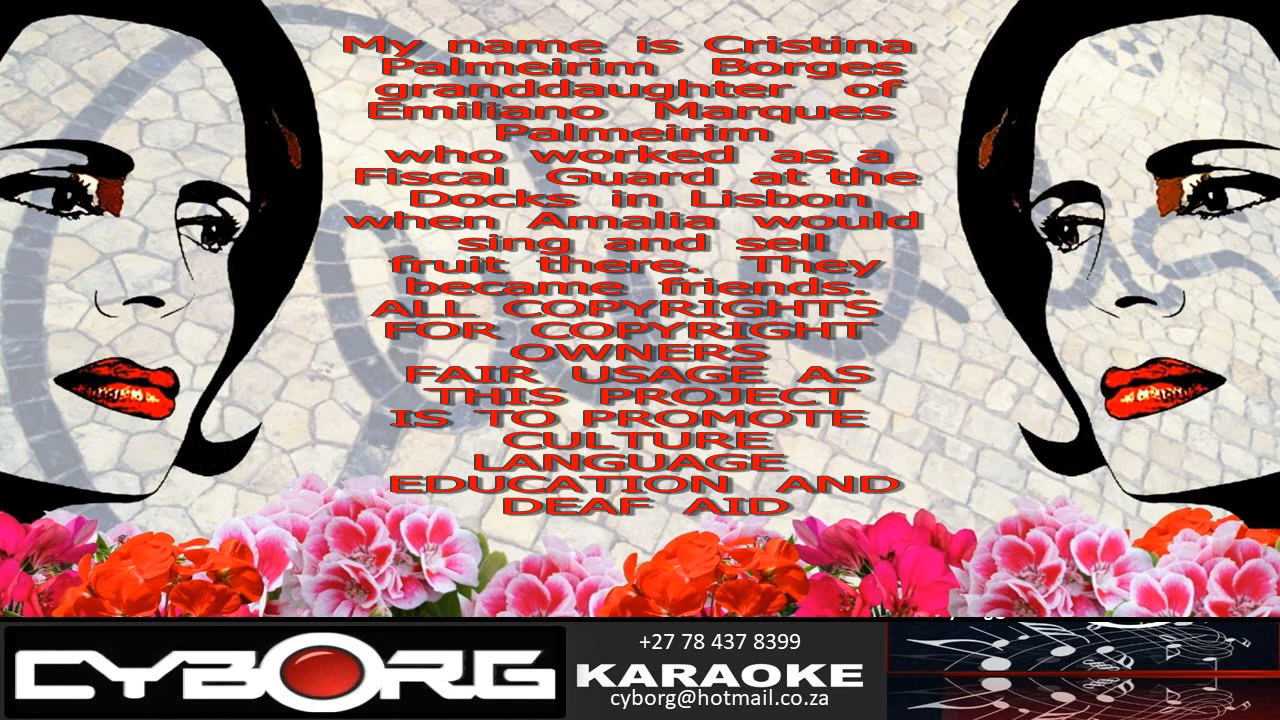 My name is Cristina
Palmeirim Borges
granddaughter of
Emiliano Marques
Palmeirim
who worked as a
Fiscal Guard at the
Docks in Lisbon
when Amalia would
sing and sell
fruit there. They
became friends.
ALL COPYRIGHTS
FOR COPYRIGHT
OWNERS
FAIR USAGE AS
THIS PROJECT
IS TO PROMOTE
CULTURE
LANGUAGE
EDUCATION AND
DEAF AID
CYBORG
+27 78 437 8399
KARAOKE
cyborg@hotmail.co.za